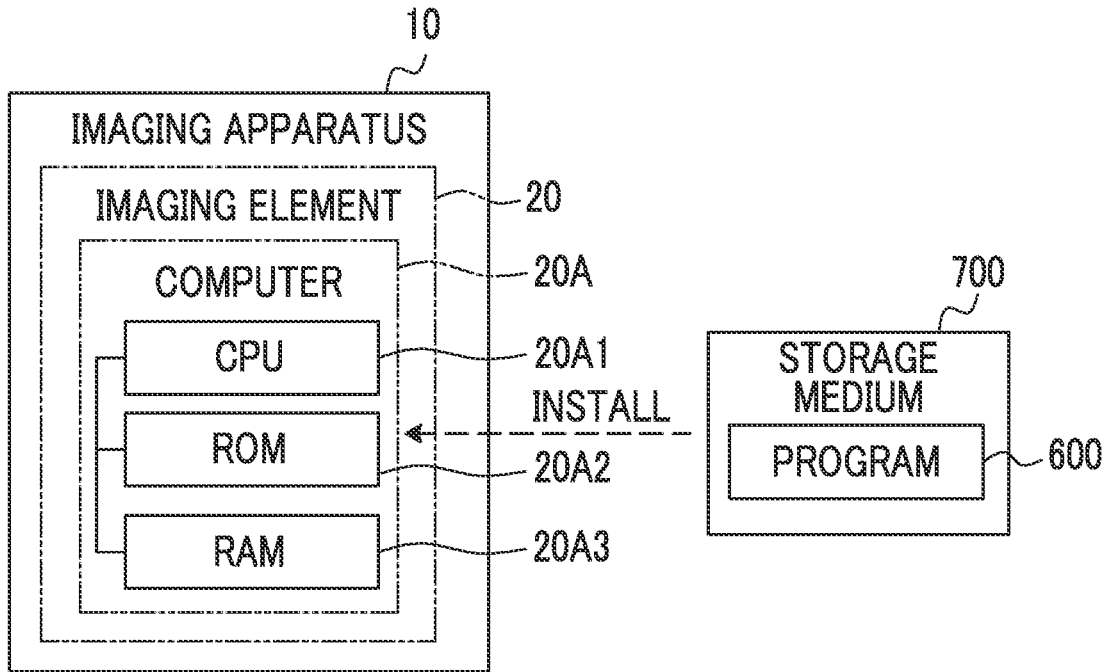 10
IMAGING APPARATUS
IMAGING ELEMENT
20
COMPUTER
20A
CPU
20A1
ROM
20A2
RAM
20A3
INSTALL
700
STORAGE
MEDIUM
PROGRAM
600